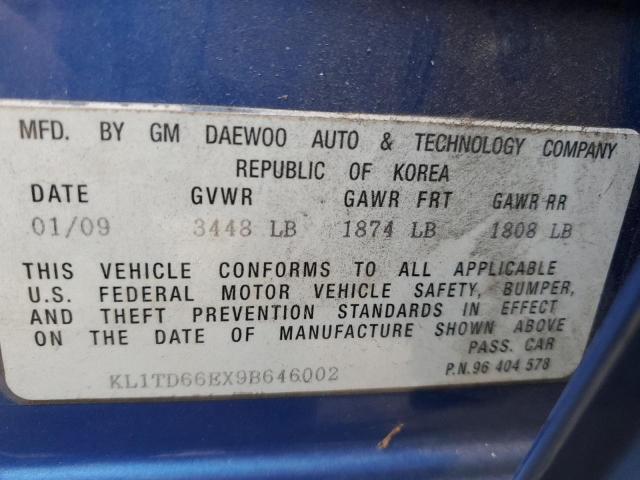 MFD. BY GM DAEWOO AUTO & TECHNOLOGY COMPANY
REPUBLIC OF KOREA
DATE GVWR GAWR FRT GAWR RR
01/09 3448 LB 1874 LB 1808 LB
THIS VEHICLE CONFORMS TO ALL APPLICABLE
U.S. FEDERAL MOTOR VEHICLE SAFETY, BUMPER,
AND THEFT PREVENTION STANDARDS IN EFFECT
ON THE DATE OF MANUFACTURE SHOWN ABOVE
PASS. CAR
KL1TD66EX9B646002
P.N.96 404 578